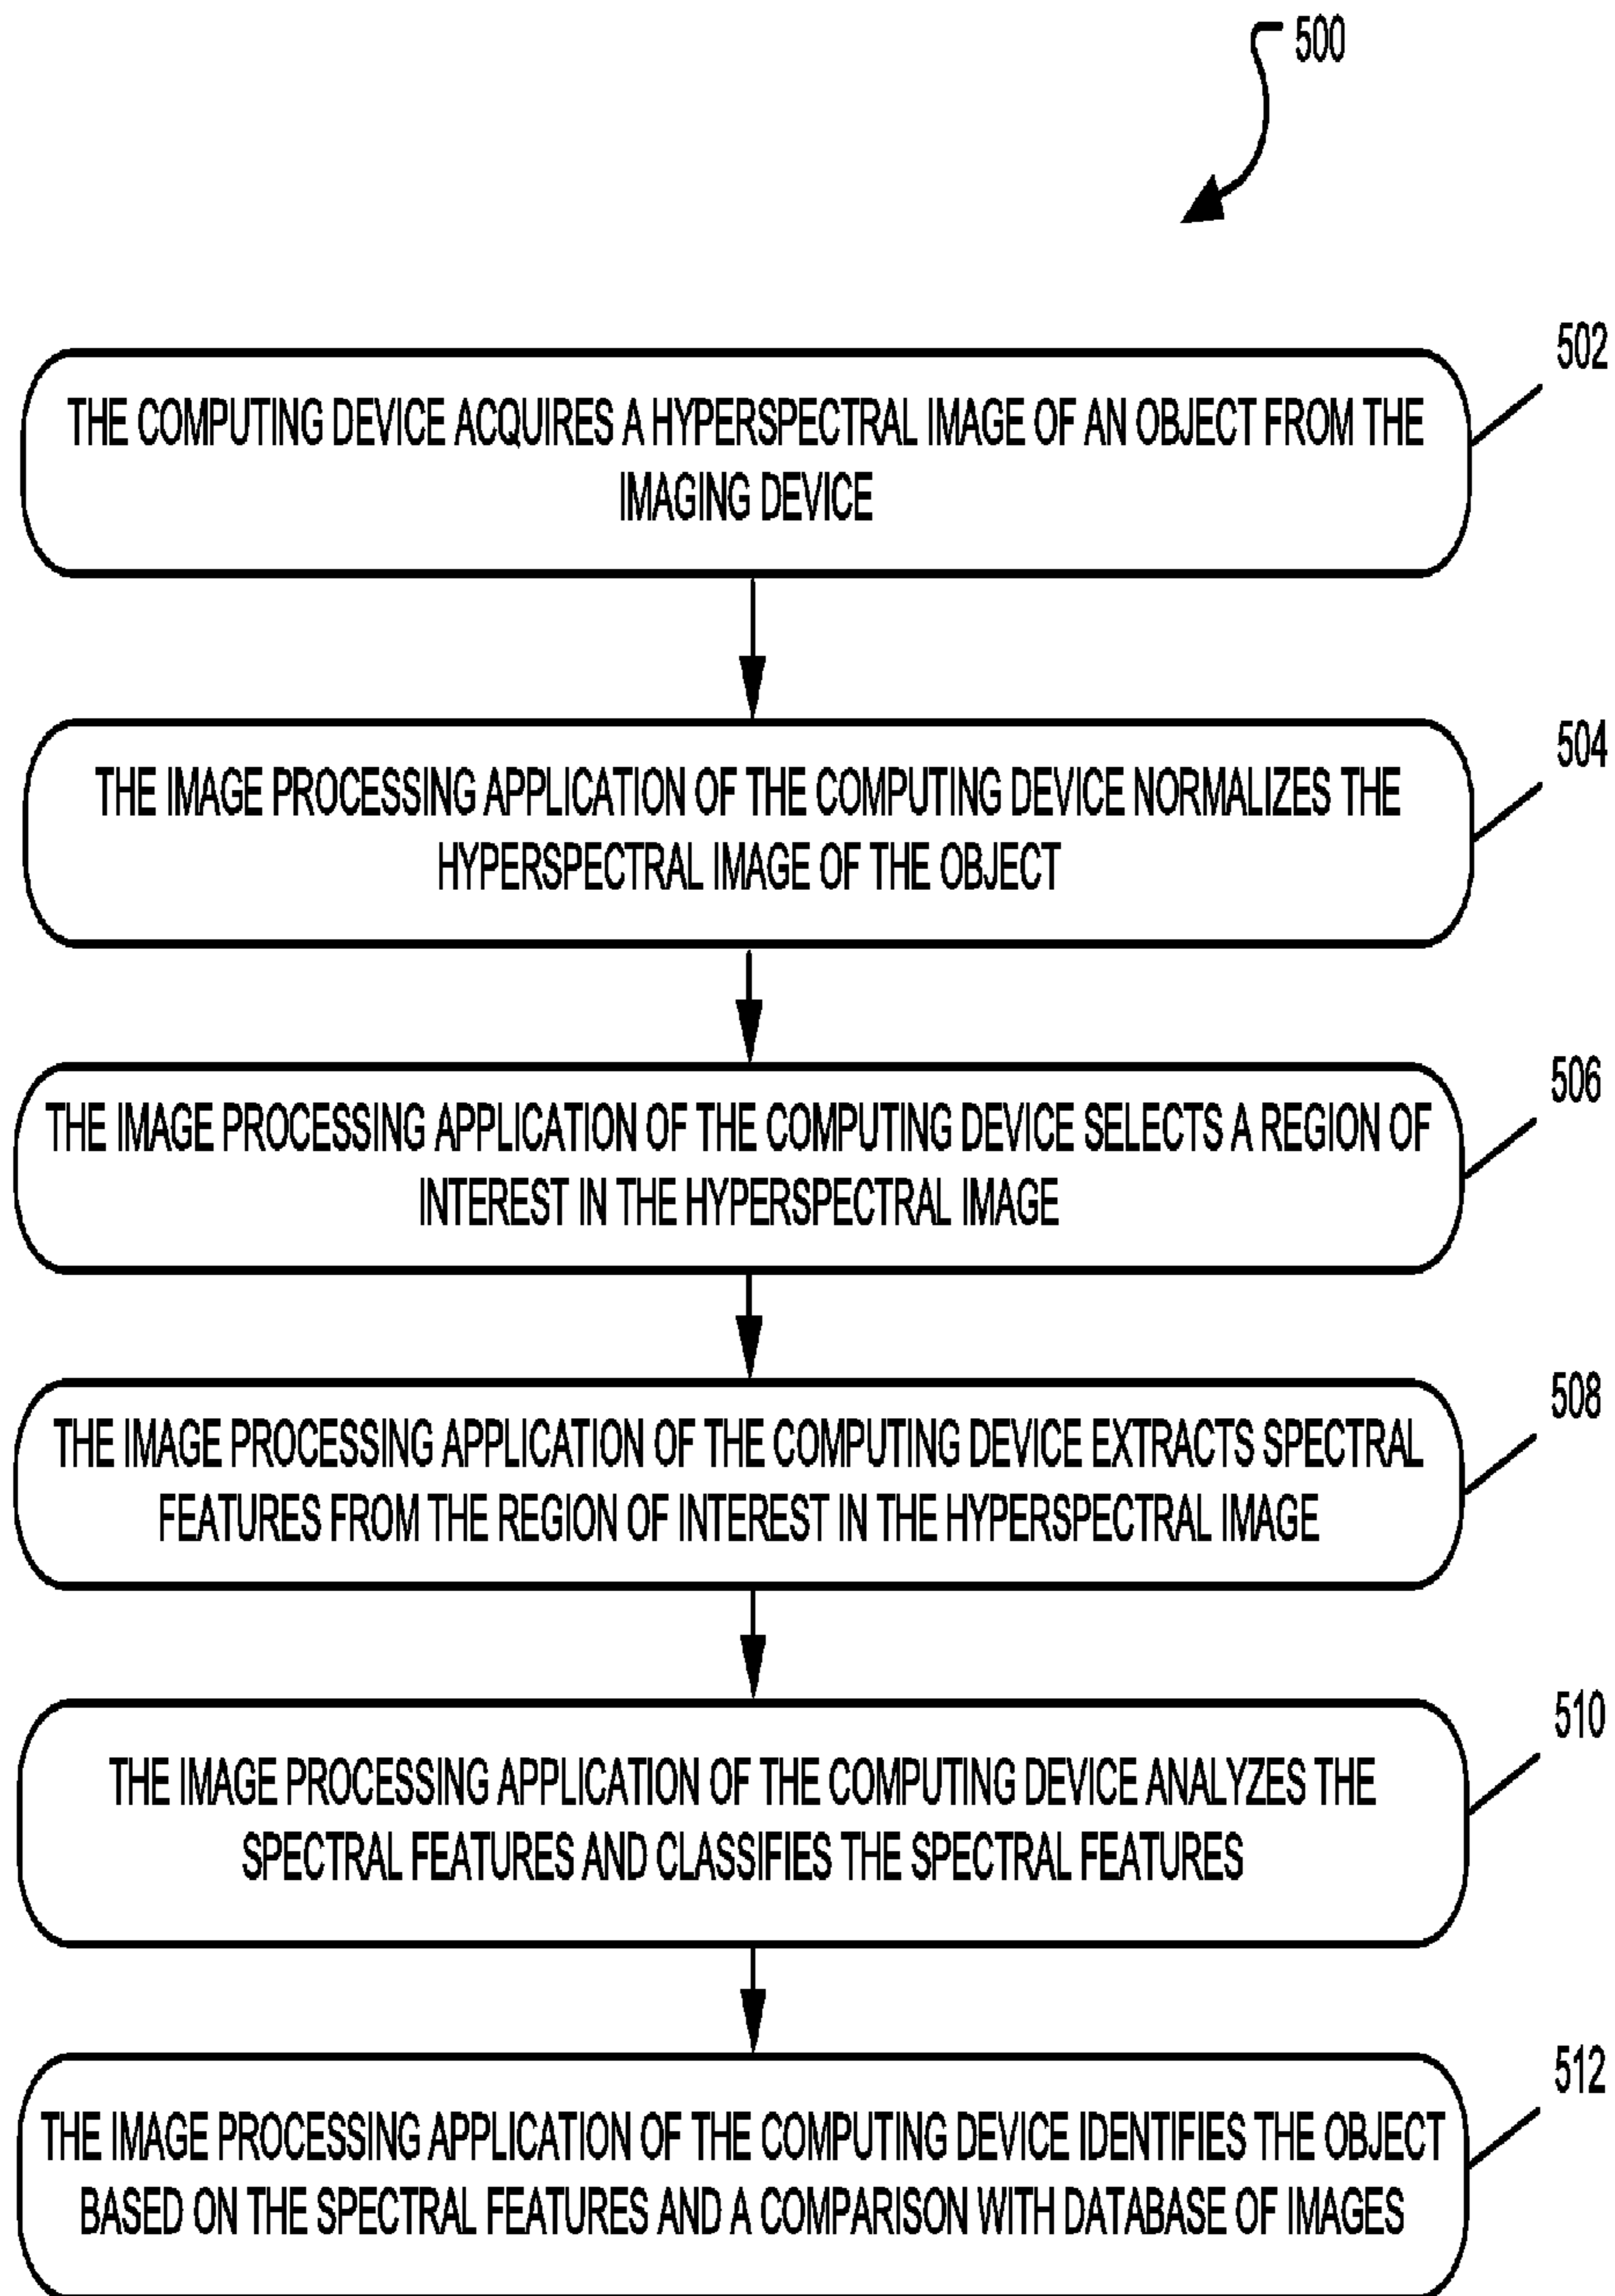 500
502
THE COMPUTING DEVICE ACQUIRES A HYPERSPECTRAL IMAGE OF AN OBJECT FROM THE
IMAGING DEVICE
504
THE IMAGE PROCESSING APPLICATION OF THE COMPUTING DEVICE NORMALIZES THE
HYPERSPECTRAL IMAGE OF THE OBJECT
506
THE IMAGE PROCESSING APPLICATION OF THE COMPUTING DEVICE SELECTS A REGION OF
INTEREST IN THE HYPERSPECTRAL IMAGE
508
THE IMAGE PROCESSING APPLICATION OF THE COMPUTING DEVICE EXTRACTS SPECTRAL
FEATURES FROM THE REGION OF INTEREST IN THE HYPERSPECTRAL IMAGE
510
THE IMAGE PROCESSING APPLICATION OF THE COMPUTING DEVICE ANALYZES THE
SPECTRAL FEATURES AND CLASSIFIES THE SPECTRAL FEATURES
512
THE IMAGE PROCESSING APPLICATION OF THE COMPUTING DEVICE IDENTIFIES THE OBJECT
BASED ON THE SPECTRAL FEATURES AND A COMPARISON WITH DATABASE OF IMAGES